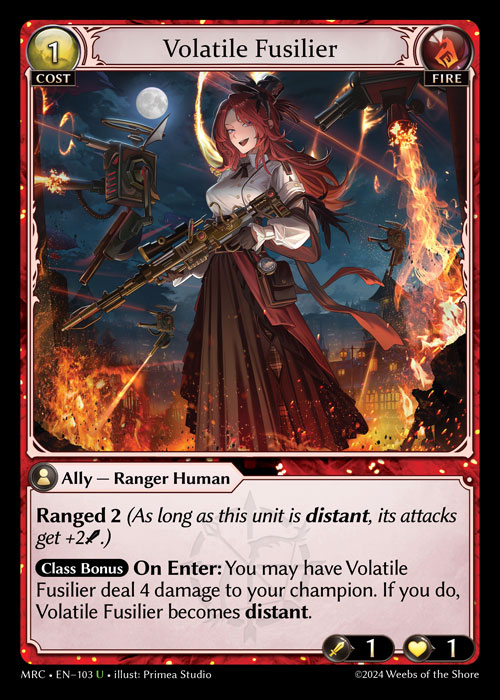 1
COST
Volatile Fusilier
FIRE
Ally — Ranger Human
Ranged 2 (As long as this unit is distant, its attacks
get +2.)
Class Bonus On Enter: You may have Volatile
Fusilier deal 4 damage to your champion. If you do,
Volatile Fusilier becomes distant.
1
1
MRC • EN–103 U • illust: Primea Studio
©2024 Weebs of the Shore